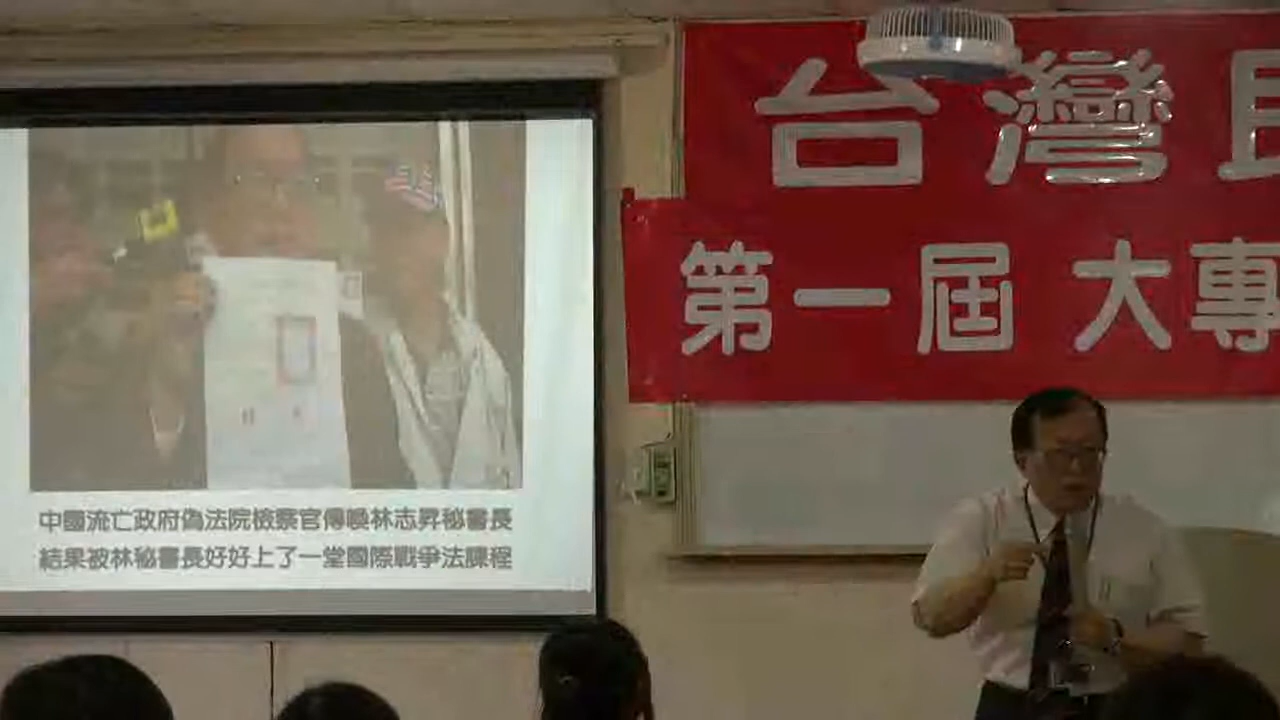 台灣
第一屆 大專
中國流亡政府偽法院檢察官傳喚林志昇秘書長
結果被林秘書長好好上了一堂國際戰爭法課程